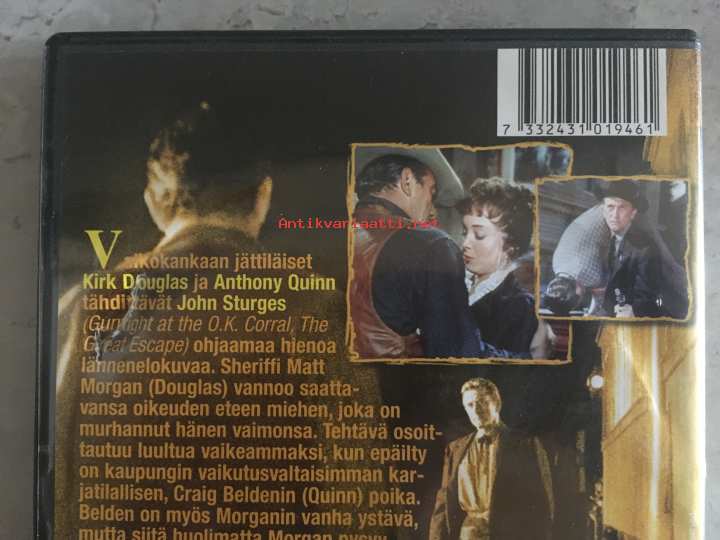 7 332431 019461
Antikvariaatti.net
Valkokankaan jättiläiset
Kirk Douglas ja Anthony Quinn
tähdittävät John Sturges
(Gunfight at the O.K. Corral, The
Great Escape) ohjaamaa hienoa
lännenelokuvaa. Sheriffi Matt
Morgan (Douglas) vannoo saatta-
vansa oikeuden eteen miehen, joka on
murhannut hänen vaimonsa. Tehtävä osoit-
tautuu luultua vaikeammaksi, kun epäilty
on kaupungin vaikutusvaltaisimman kar-
jatilallisen, Craig Beldenin (Quinn) poika.
Belden on myös Morganin vanha ystävä,
mutta siitä huolimatta Morgan pysyy